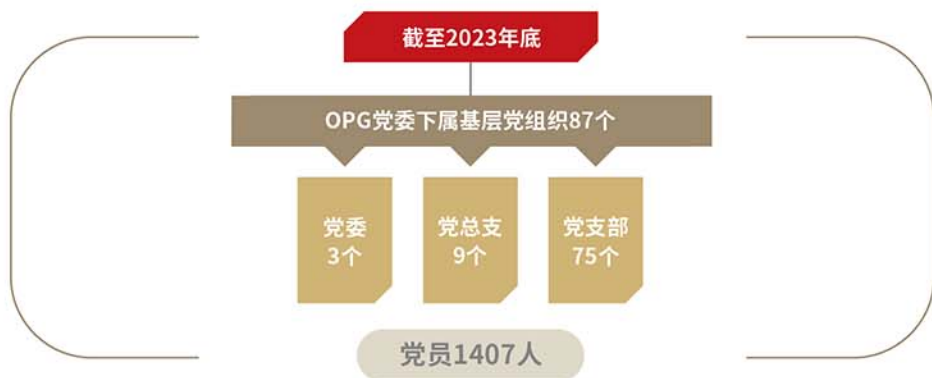 截至2023年底
OPG党委下属基层党组织87个
党委
3个
党总支
9个
党支部
75个
党员1407人